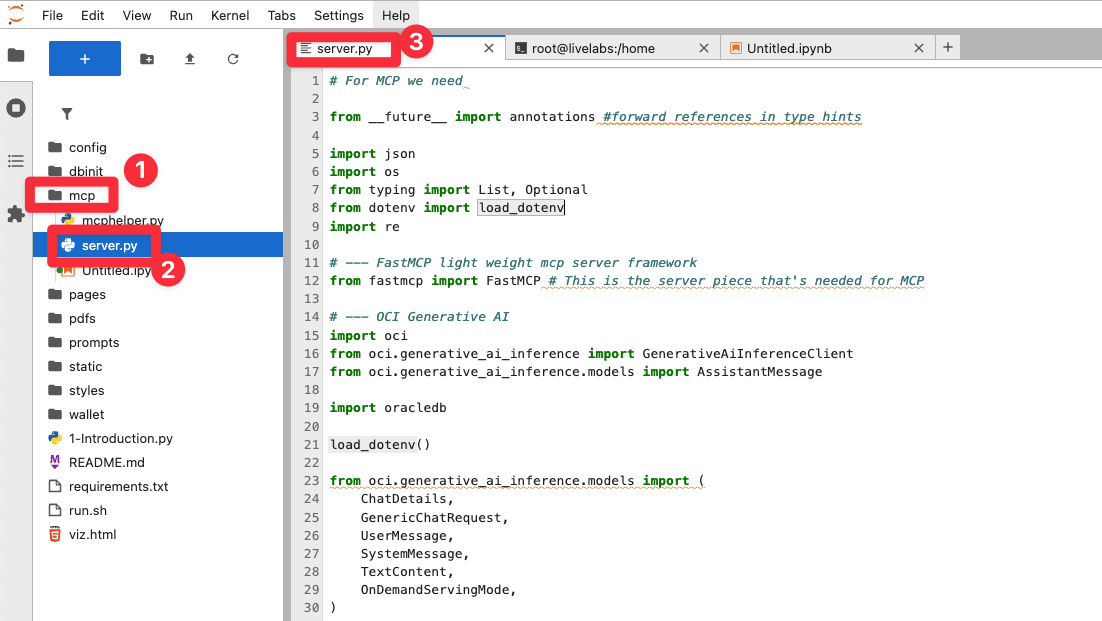 File Edit View Run Kernel Tabs Settings Help
+
config
dbinit
1
mcp
mcphelper.py
server.py
2
Untitled.ipy
pages
pdfs
prompts
static
styles
wallet
1-Introduction.py
README.md
requirements.txt
run.sh
viz.html
server.py
3
root@livelabs:/home
Untitled.ipynb
+
1 # For MCP we need
2
3 from __future__ import annotations #forward references in type hints
4
5 import json
6 import os
7 from typing import List, Optional
8 from dotenv import load_dotenv
9 import re
10
11 # --- FastMCP light weight mcp server framework
12 from fastmcp import FastMCP # This is the server piece that's needed for MCP
13
14 # --- OCI Generative AI
15 import oci
16 from oci.generative_ai_inference import GenerativeAiInferenceClient
17 from oci.generative_ai_inference.models import AssistantMessage
18
19 import oracledb
20
21 load_dotenv()
22
23 from oci.generative_ai_inference.models import (
24     ChatDetails,
25     GenericChatRequest,
26     UserMessage,
27     SystemMessage,
28     TextContent,
29     OnDemandServingMode,
30 )